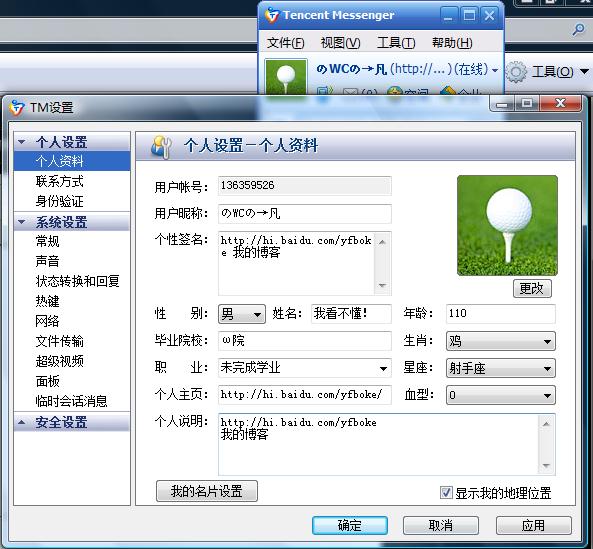 Tencent Messenger
文件(F) 视图(V) 工具(T) 帮助(H)
のWCの→凡 (http://...)(在线)
工具(O)
TM设置
个人设置
个人资料
联系方式
身份验证
系统设置
常规
声音
状态转换和回复
热键
网络
文件传输
超级视频
面板
临时会话消息
安全设置
个人设置－个人资料
用户帐号: 136359526
用户昵称: のWCの→凡
个性签名: http://hi.baidu.com/yfbok
e 我的博客
更改
性 别: 男 姓名: 我看不懂! 年龄: 110
毕业院校: ω院 生肖: 鸡
职 业: 未完成学业 星座: 射手座
个人主页: http://hi.baidu.com/yfboke/ 血型: O
个人说明: http://hi.baidu.com/yfboke
我的博客
我的名片设置 显示我的地理位置
确定 取消 应用